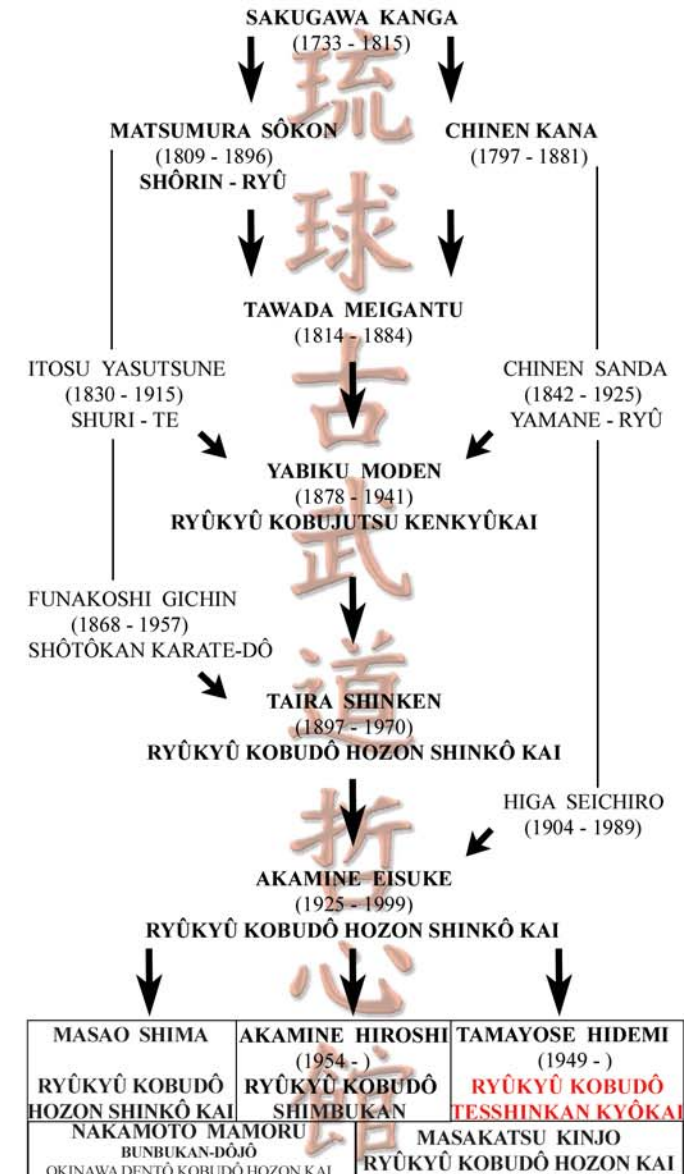 SAKUGAWA KANGA
(1733 - 1815)
MATSUMURA SÔKON
(1809 - 1896)
SHÔRIN - RYÛ
CHINEN KANA
(1797 - 1881)
TAWADA MEIGANTU
(1814 - 1884)
ITOSU YASUTSUNE
(1830 - 1915)
SHURI - TE
CHINEN SANDA
(1842 - 1925)
YAMANE - RYÛ
YABIKU MODEN
(1878 - 1941)
RYÛKYÛ KOBUJUTSU KENKYÛKAI
FUNAKOSHI GICHIN
(1868 - 1957)
SHÔTÔKAN KARATE-DÔ
TAIRA SHINKEN
(1897 - 1970)
RYÛKYÛ KOBUDÔ HOZON SHINKÔ KAI
HIGA SEICHIRO
(1904 - 1989)
AKAMINE EISUKE
(1925 - 1999)
RYÛKYÛ KOBUDÔ HOZON SHINKÔ KAI
MASAO SHIMA
RYÛKYÛ KOBUDÔ
HOZON SHINKÔ KAI
AKAMINE HIROSHI
(1954 - )
RYÛKYÛ KOBUDÔ
SHIMBUKAN
TAMAYOSE HIDEMI
(1949 - )
RYÛKYÛ KOBUDÔ
TESSHINKAN KYÔKAI
NAKAMOTO MAMORU
BUNBUKAN-DÔJÔ
OKINAWA DENTÔ KOBUDÔ HOZON KAI
MASAKATSU KINJO
RYÛKYÛ KOBUDÔ HOZON KAI
琉
球
古
武
道
哲
心
館